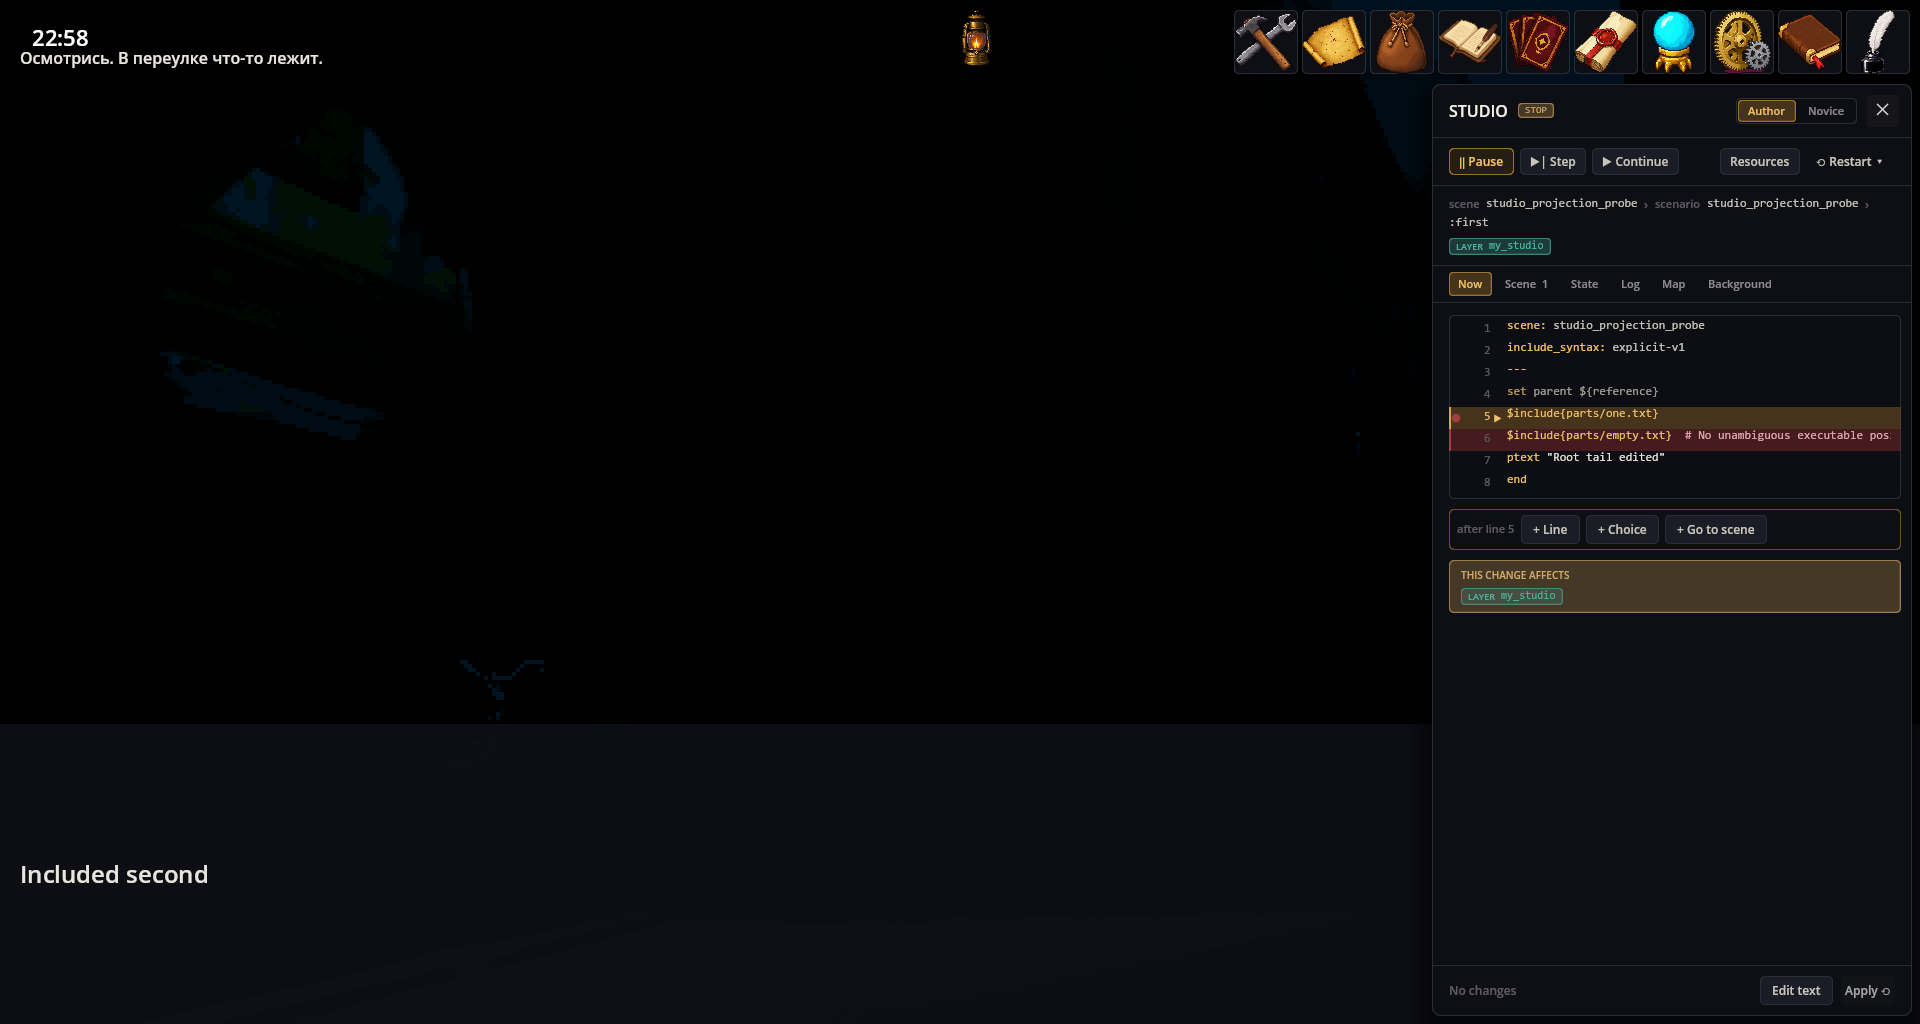 22:58
Осмотрись. В переулке что-то лежит.
STUDIO STOP Author Novice
Pause Step Continue Resources Restart
scene studio_projection_probe › scenario studio_projection_probe ›
:first
LAYER my_studio
Now Scene 1 State Log Map Background
1 scene: studio_projection_probe
2 include_syntax: explicit-v1
3 ---
4 set parent ${reference}
5 $include{parts/one.txt}
6 $include{parts/empty.txt} # No unambiguous executable pos
7 ptext "Root tail edited"
8 end
after line 5 + Line + Choice + Go to scene
THIS CHANGE AFFECTS
LAYER my_studio
Included second
No changes Edit text Apply